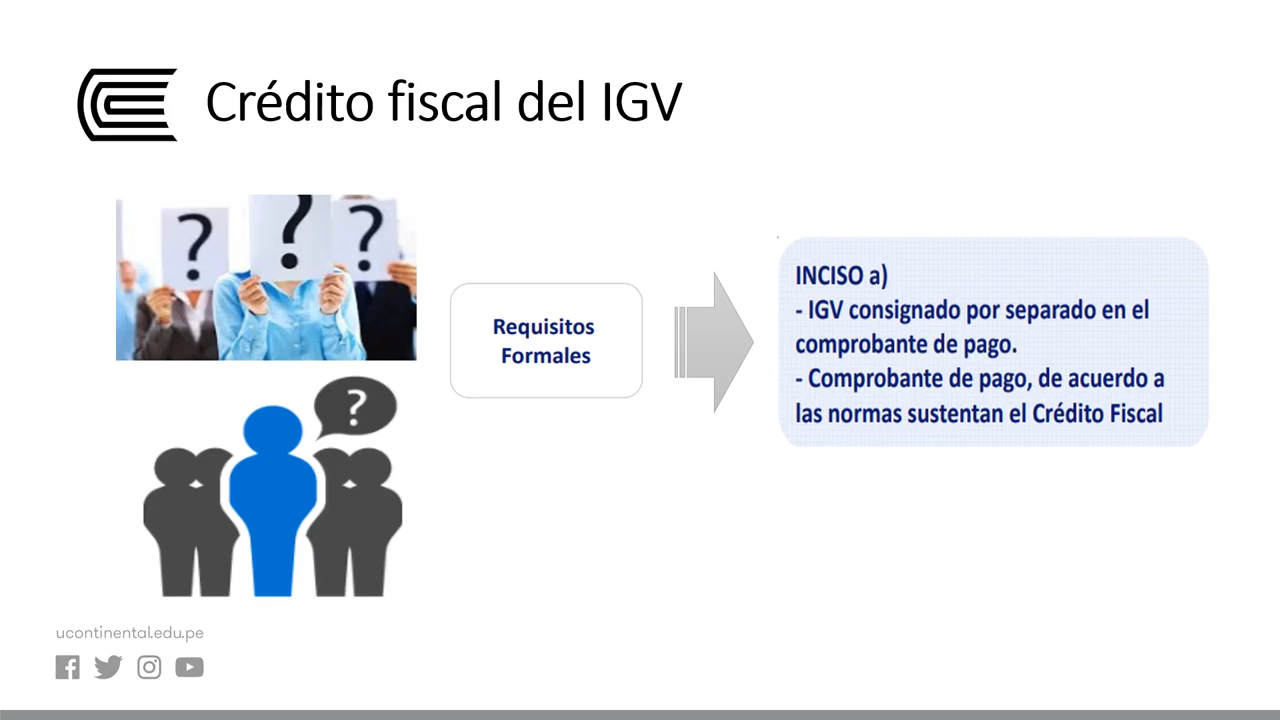 Crédito fiscal del IGV
? ? ?
?
Requisitos
Formales
INCISO a)
- IGV consignado por separado en el
comprobante de pago.
- Comprobante de pago, de acuerdo a
las normas sustentan el Crédito Fiscal
ucontinental.edu.pe